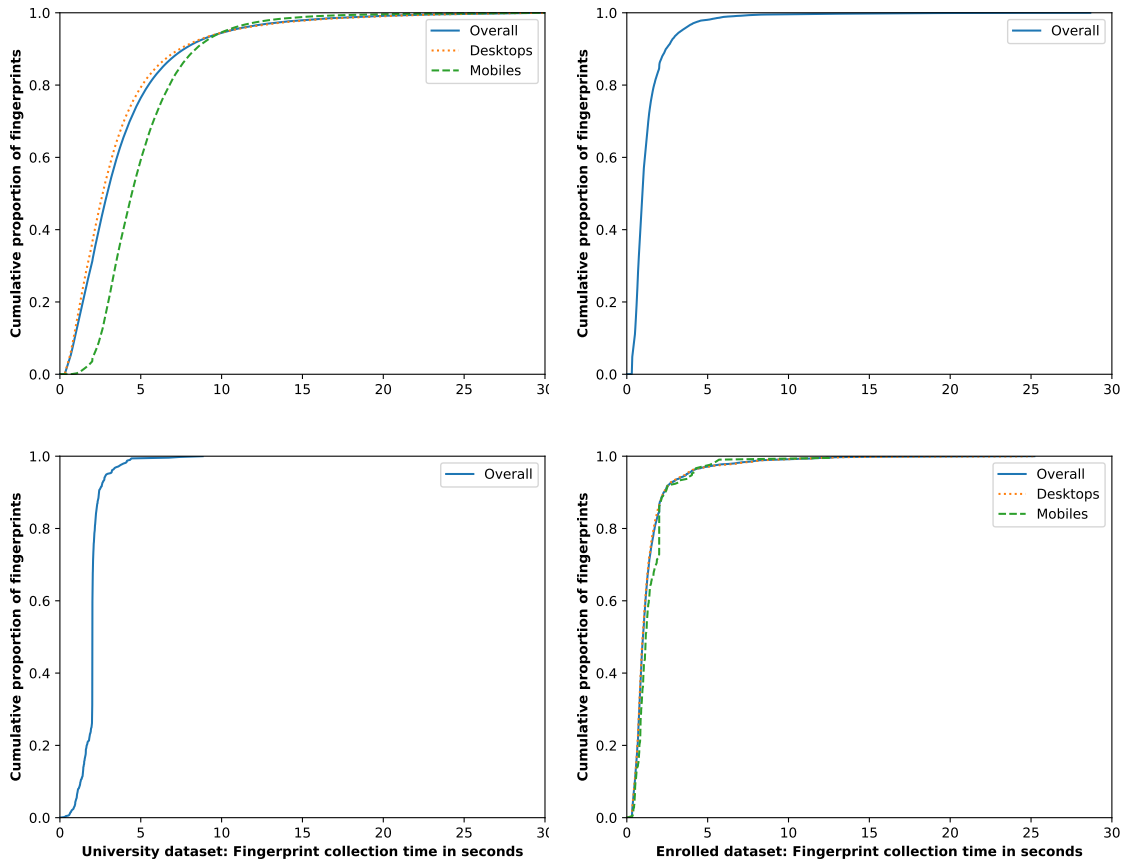 1.0
0.8
0.6
0.4
0.2
0.0
Cumulative proportion of fingerprints
Overall
Desktops
Mobiles
0 5 10 15 20 25 30
1.0
0.8
0.6
0.4
0.2
0.0
Cumulative proportion of fingerprints
Overall
0 5 10 15 20 25 30
1.0
0.8
0.6
0.4
0.2
0.0
Cumulative proportion of fingerprints
Overall
0 5 10 15 20 25 30
University dataset: Fingerprint collection time in seconds
1.0
0.8
0.6
0.4
0.2
0.0
Cumulative proportion of fingerprints
Overall
Desktops
Mobiles
0 5 10 15 20 25 30
Enrolled dataset: Fingerprint collection time in seconds